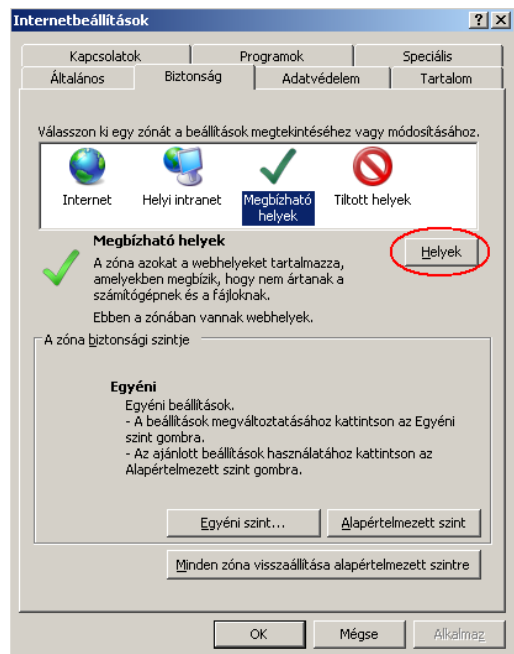 Internetbeállítások
Kapcsolatok Programok Speciális
Általános Biztonság Adatvédelem Tartalom
Válasszon ki egy zónát a beállítások megtekintéséhez vagy módosításához.
Internet Helyi intranet Megbízható helyek Tiltott helyek
Megbízható helyek
Helyek
A zóna azokat a webhelyeket tartalmazza,
amelyekben megbízik, hogy nem ártanak a
számítógépnek és a fájloknak.
Ebben a zónában vannak webhelyek.
A zóna biztonsági szintje
Egyéni
Egyéni beállítások.
- A beállítások megváltoztatásához kattintson az Egyéni
szint gombra.
- Az ajánlott beállítások használatához kattintson az
Alapértelmezett szint gombra.
Egyéni szint... Alapértelmezett szint
Minden zóna visszaállítása alapértelmezett szintre
OK Mégse Alkalmaz